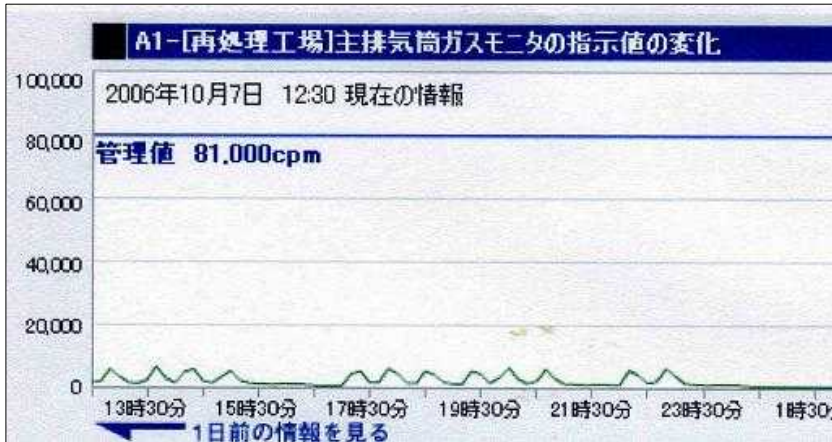 A1-[再処理工場]主排気筒ガスモニタの指示値の変化
100,000
2006年10月7日 12:30 現在の情報
80,000
管理値 81,000cpm
60,000
40,000
20,000
0
13時30分 15時30分 17時30分 19時30分 21時30分 23時30分 1時30
1日前の情報を見る